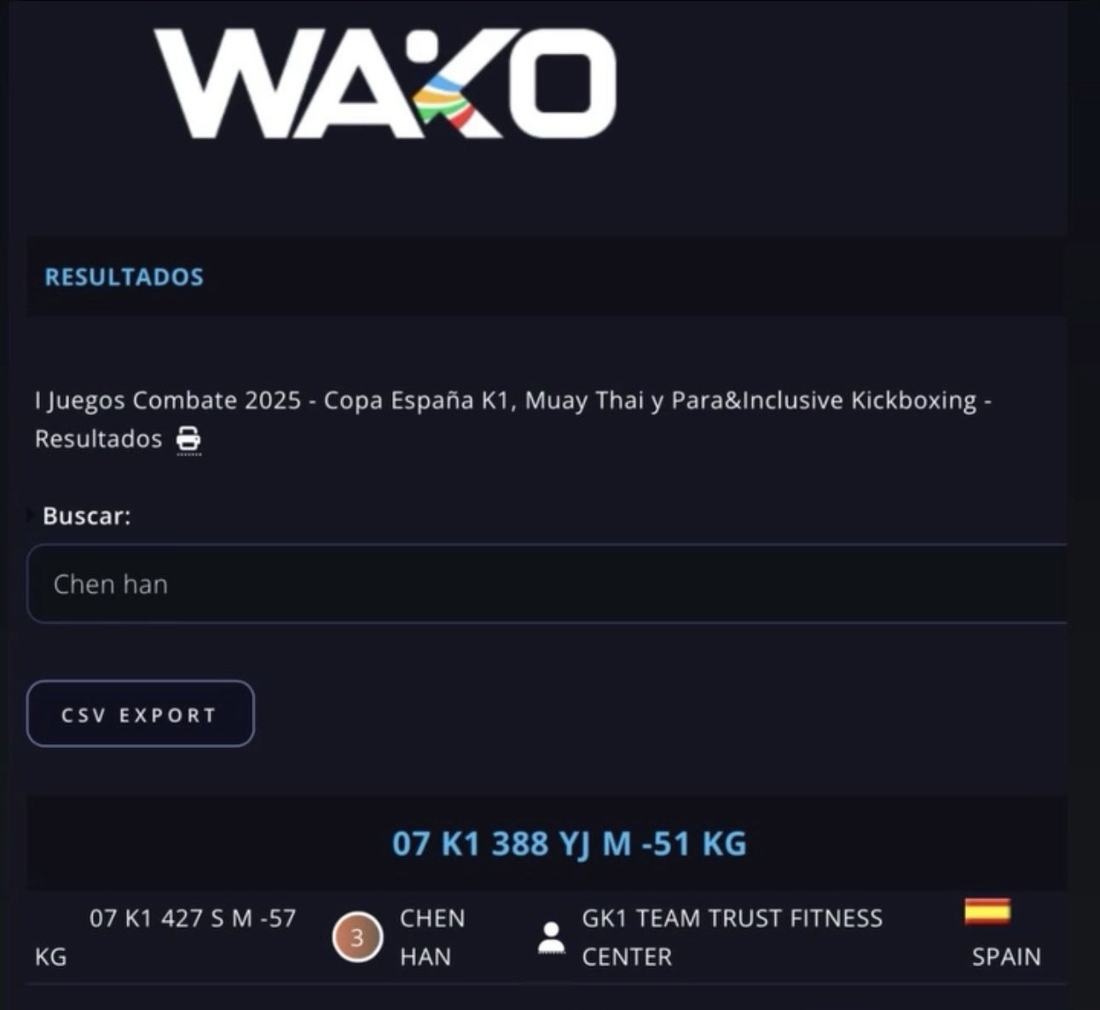 WAKO
RESULTADOS
I Juegos Combate 2025 - Copa España K1, Muay Thai y Para&Inclusive Kickboxing -
Resultados
Buscar:
Chen han
CSV EXPORT
07 K1 388 YJ M -51 KG
07 K1 427 S M -57
KG
3
CHEN
HAN
GK1 TEAM TRUST FITNESS
CENTER
SPAIN